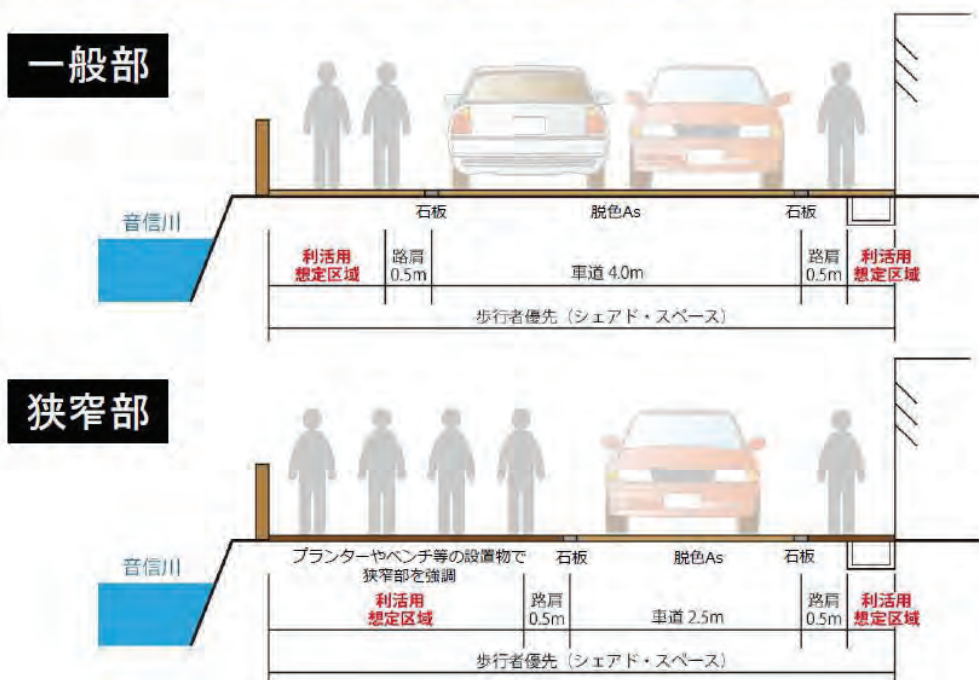 一般部
音信川
石板
脱色As
石板
利活用
想定区域
路肩
0.5m
車道 4.0m
路肩
0.5m
利活用
想定区域
歩行者優先（シェアド・スペース）
狭窄部
音信川
プランターやベンチ等の設置物で
狭窄部を強調
石板
脱色As
石板
利活用
想定区域
路肩
0.5m
車道 2.5m
路肩
0.5m
利活用
想定区域
歩行者優先（シェアド・スペース）